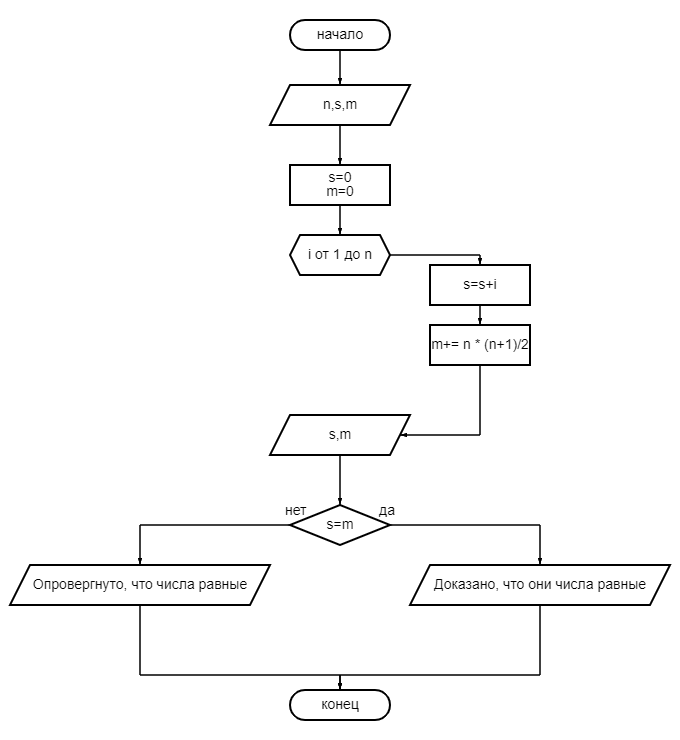 начало
n,s,m
s=0
m=0
i от 1 до n
s=s+i
m+= n * (n+1)/2
s,m
нет
да
s=m
Опровергнуто, что числа равные
Доказано, что они числа равные
конец